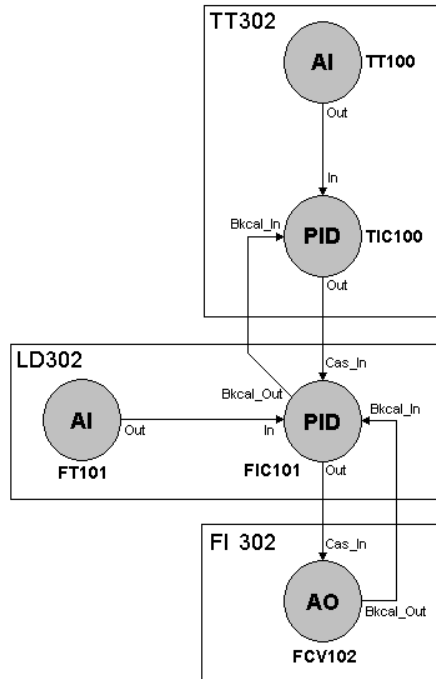 TT302
AI
TT100
Out
In
Bkcal_In
PID
TIC100
Out
LD302
Cas_In
Bkcal_Out
Bkcal_In
AI
Out
In
PID
FT101
FIC101
Out
FI 302
Cas_In
AO
Bkcal_Out
FCV102